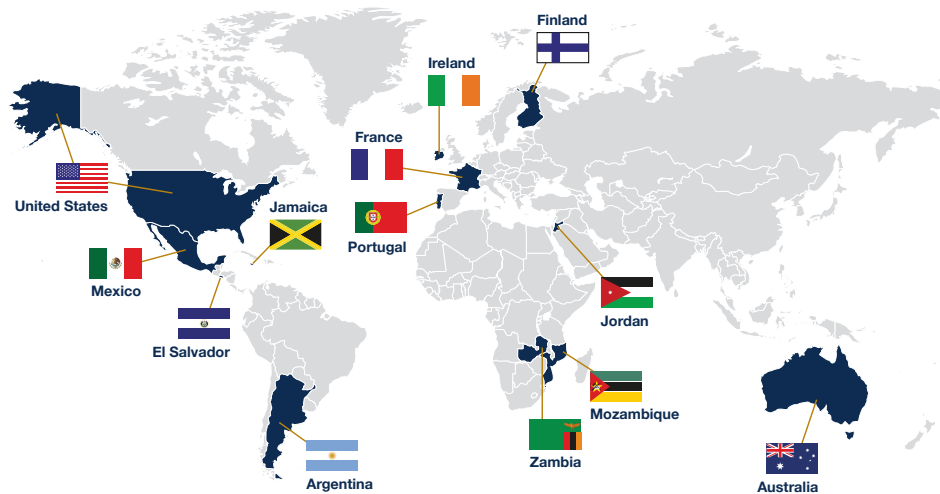 Finland
Ireland
France
United States
Jamaica
Portugal
Mexico
Jordan
El Salvador
Mozambique
Zambia
Argentina
Australia